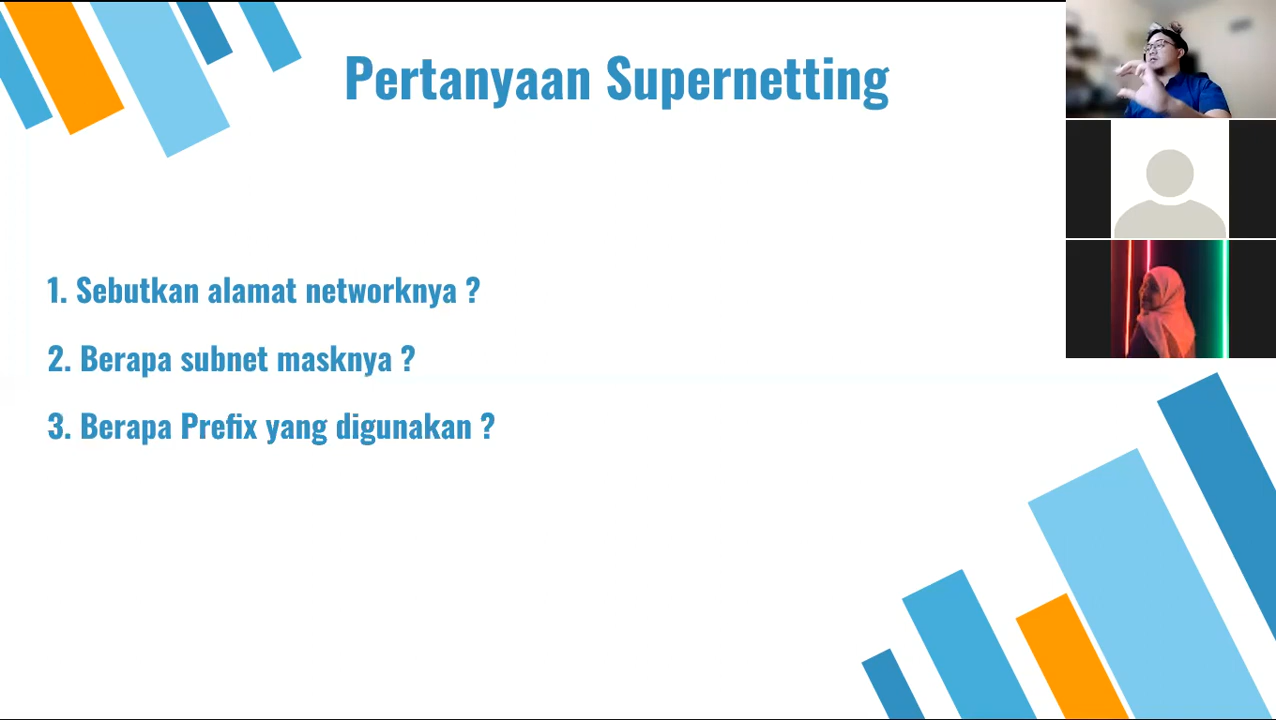 Pertanyaan Supernetting
1. Sebutkan alamat networknya ?
2. Berapa subnet masknya ?
3. Berapa Prefix yang digunakan ?